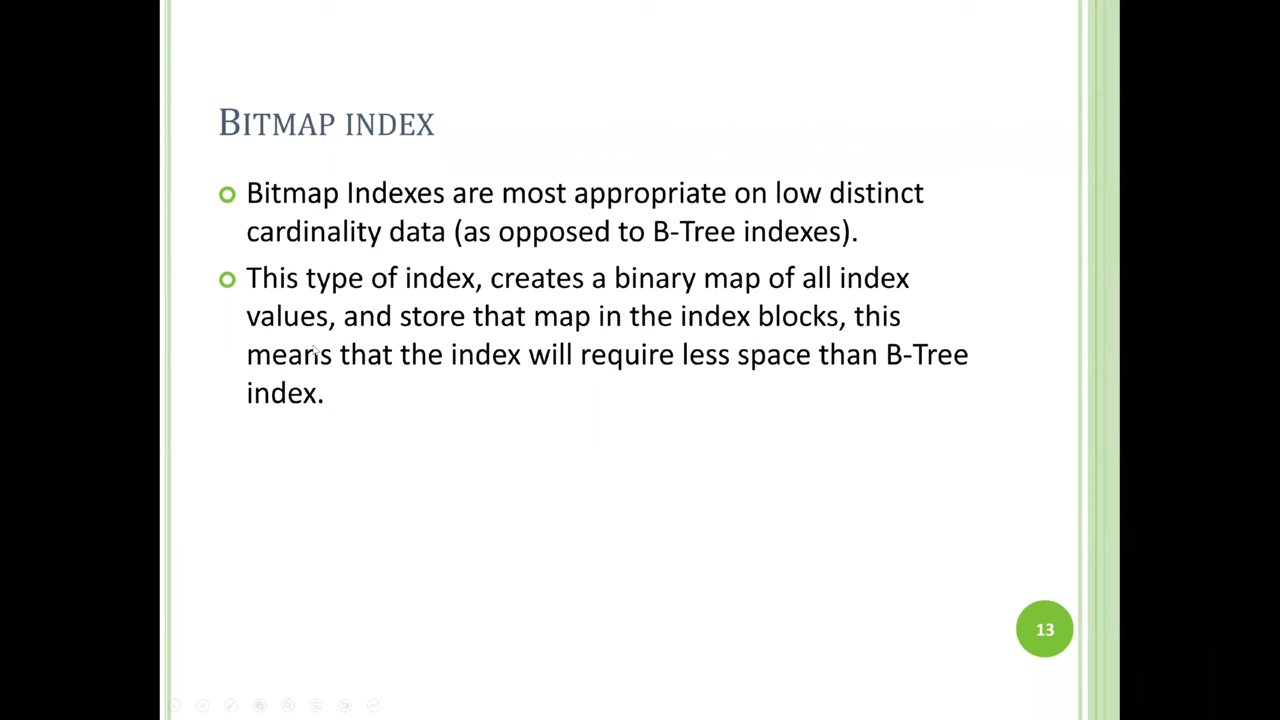 BITMAP INDEX
Bitmap Indexes are most appropriate on low distinct
cardinality data (as opposed to B-Tree indexes).
This type of index, creates a binary map of all index
values, and store that map in the index blocks, this
means that the index will require less space than B-Tree
index.
13